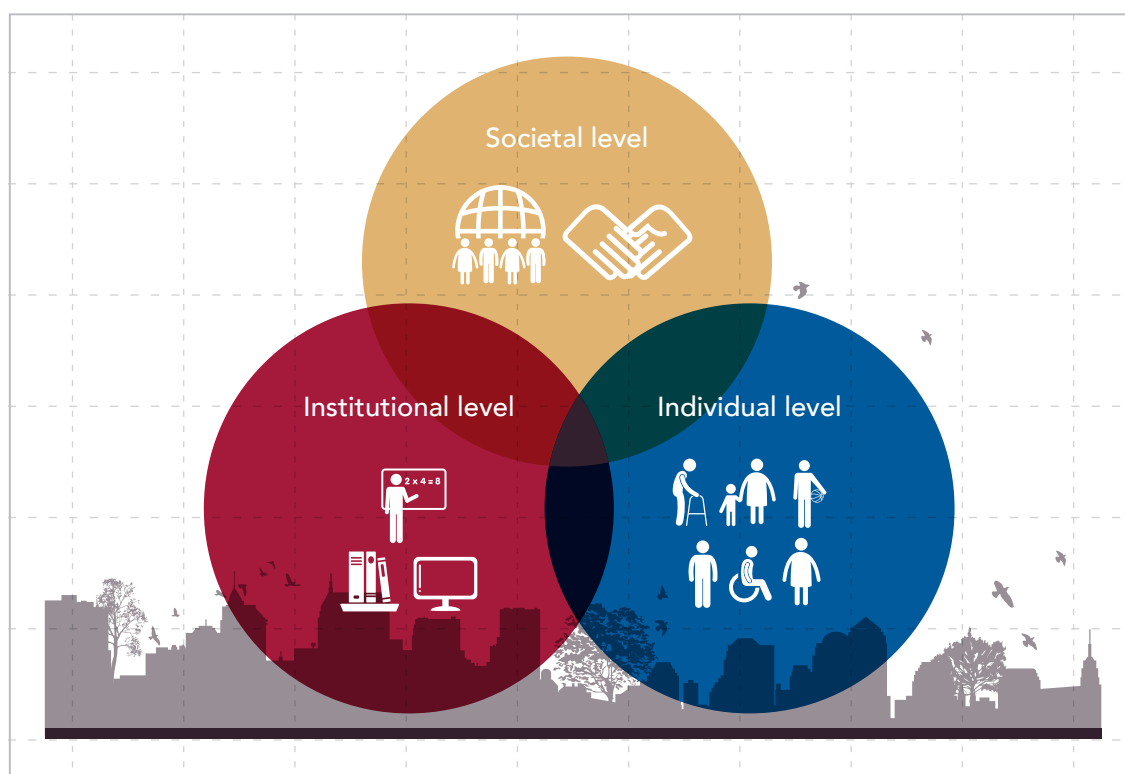 Societal level
Institutional level
Individual level
2 x 4 = 8